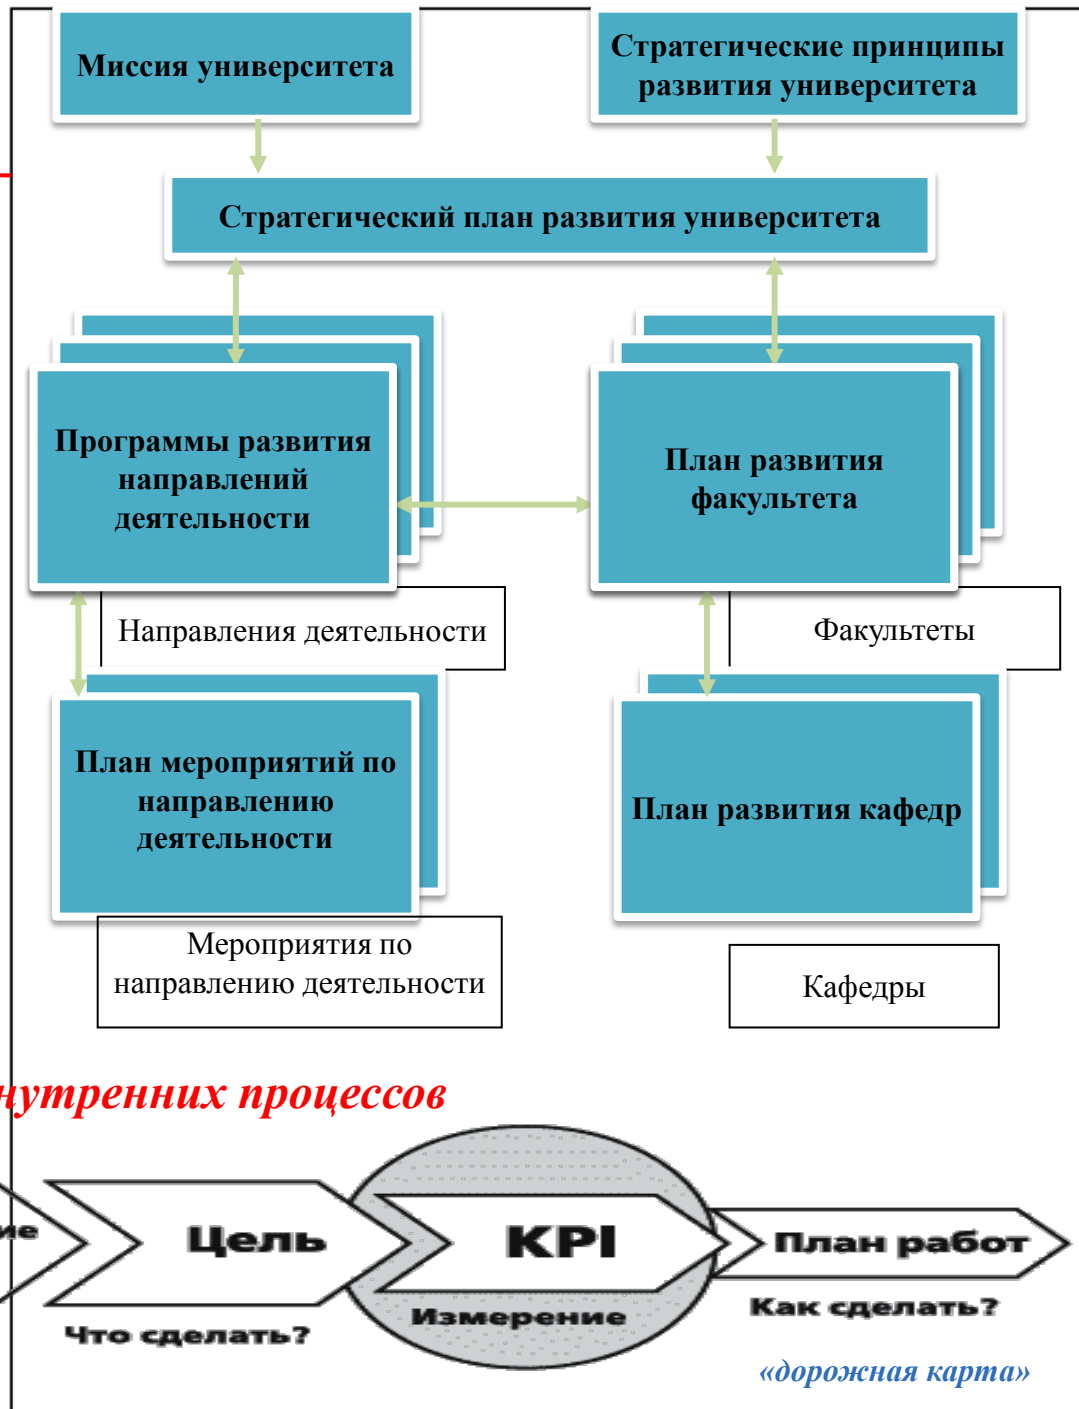 Миссия университета
Стратегические принципы
развития университета
Стратегический план развития университета
Программы развития
направлений
деятельности
План развития
факультета
Направления деятельности
Факультеты
План мероприятий по
направлению
деятельности
План развития кафедр
Мероприятия по
направлению деятельности
Кафедры
нутренних процессов
ие
Цель
KPI
План работ
Что сделать?
Измерение
Как сделать?
«дорожная карта»